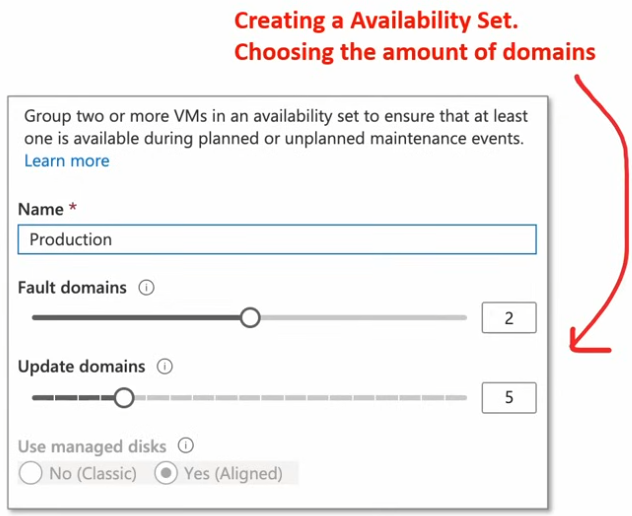 Creating a Availability Set.
Choosing the amount of domains
Group two or more VMs in an availability set to ensure that at least
one is available during planned or unplanned maintenance events.
Learn more
Name *
Production
Fault domains
2
Update domains
5
Use managed disks
No (Classic) Yes (Aligned)